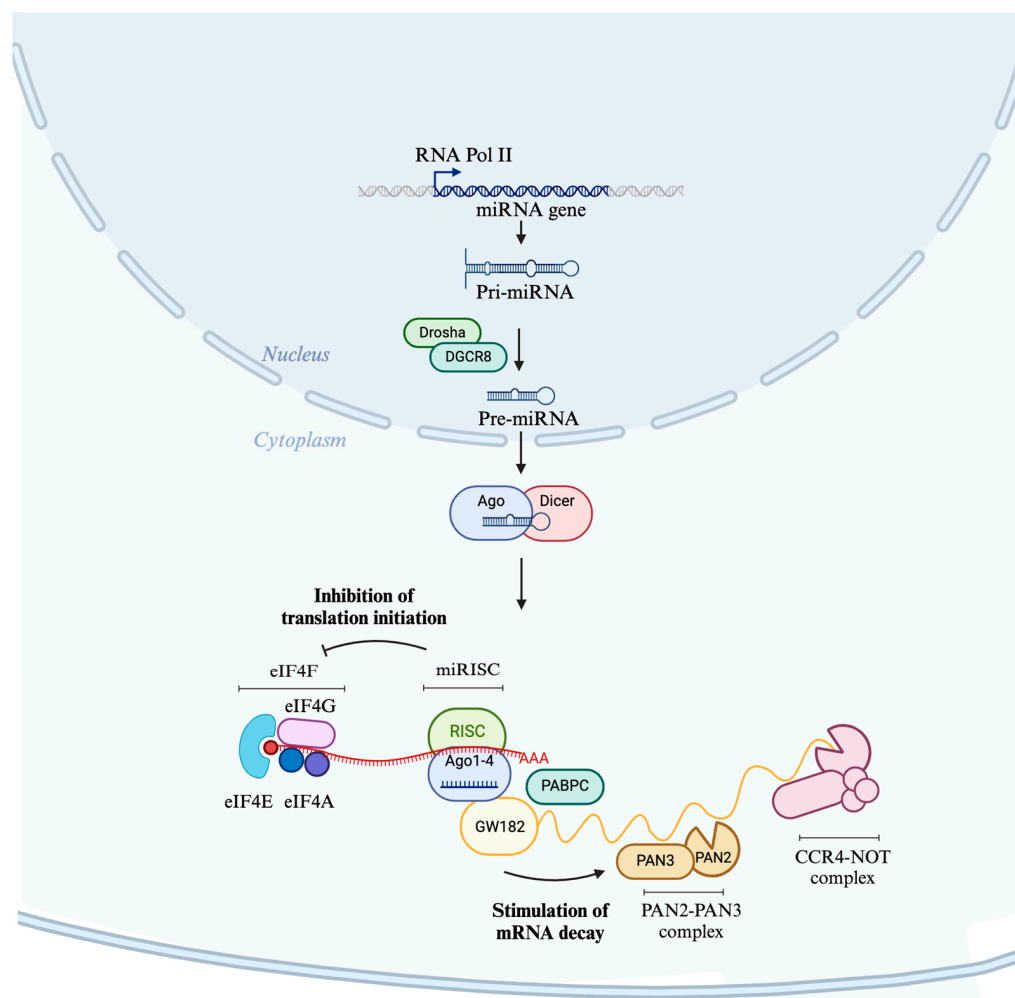 RNA Pol II
miRNA gene
Pri-miRNA
Drosha
DGCR8
Nucleus
Pre-miRNA
Cytoplasm
Ago
Dicer
Inhibition of
translation initiation
eIF4F
miRISC
eIF4G
RISC
Ago1-4
AAA
PABPC
eIF4E
eIF4A
GW182
PAN3
PAN2
CCR4-NOT
complex
Stimulation of
mRNA decay
PAN2-PAN3
complex